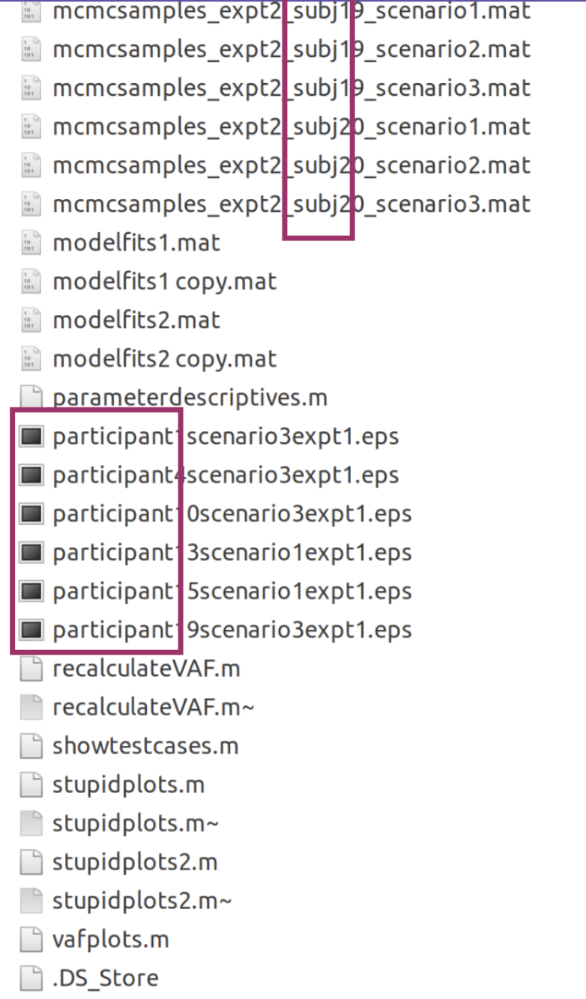 mcmcsamples_expt2_subj19_scenario1.mat
mcmcsamples_expt2_subj19_scenario2.mat
mcmcsamples_expt2_subj19_scenario3.mat
mcmcsamples_expt2_subj20_scenario1.mat
mcmcsamples_expt2_subj20_scenario2.mat
mcmcsamples_expt2_subj20_scenario3.mat
modelfits1.mat
modelfits1 copy.mat
modelfits2.mat
modelfits2 copy.mat
parameterdescriptives.m
participant1scenario3expt1.eps
participant4scenario3expt1.eps
participant10scenario3expt1.eps
participant13scenario1expt1.eps
participant15scenario1expt1.eps
participant19scenario3expt1.eps
recalculateVAF.m
recalculateVAF.m~
showtestcases.m
stupidplots.m
stupidplots.m~
stupidplots2.m
stupidplots2.m~
vafplots.m
.DS_Store